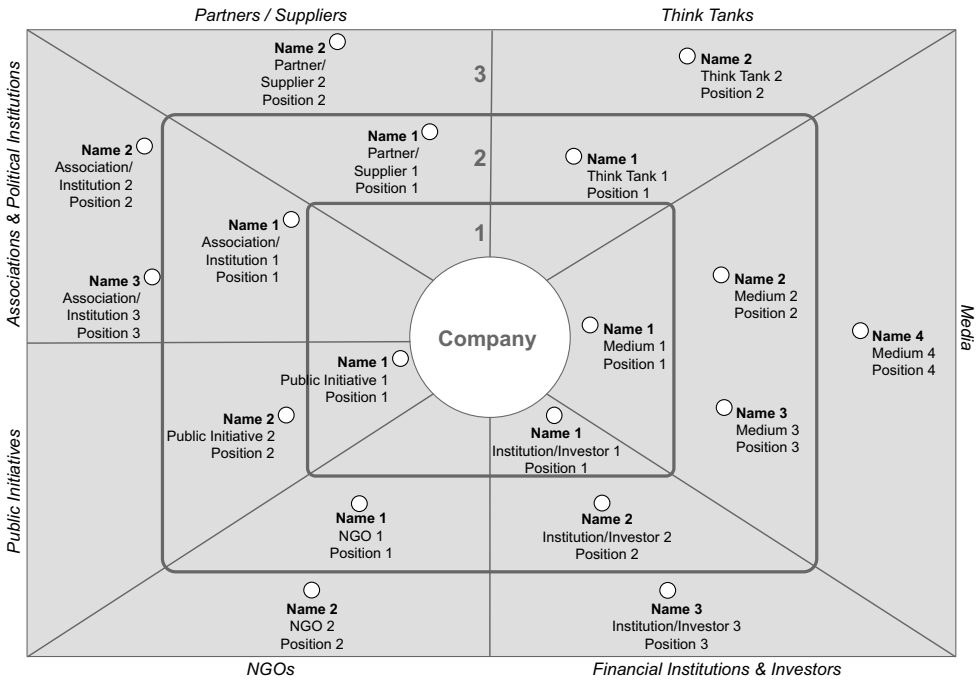 Partners / Suppliers
Think Tanks
Associations & Political Institutions
Public Initiatives
Media
NGOs
Financial Institutions & Investors
3
2
1
Company
Name 2
Partner/
Supplier 2
Position 2
Name 1
Partner/
Supplier 1
Position 1
Name 2
Think Tank 2
Position 2
Name 1
Think Tank 1
Position 1
Name 2
Association/
Institution 2
Position 2
Name 1
Association/
Institution 1
Position 1
Name 3
Association/
Institution 3
Position 3
Name 1
Public Initiative 1
Position 1
Name 2
Public Initiative 2
Position 2
Name 1
Medium 1
Position 1
Name 2
Medium 2
Position 2
Name 3
Medium 3
Position 3
Name 4
Medium 4
Position 4
Name 1
Institution/Investor 1
Position 1
Name 2
Institution/Investor 2
Position 2
Name 3
Institution/Investor 3
Position 3
Name 1
NGO 1
Position 1
Name 2
NGO 2
Position 2